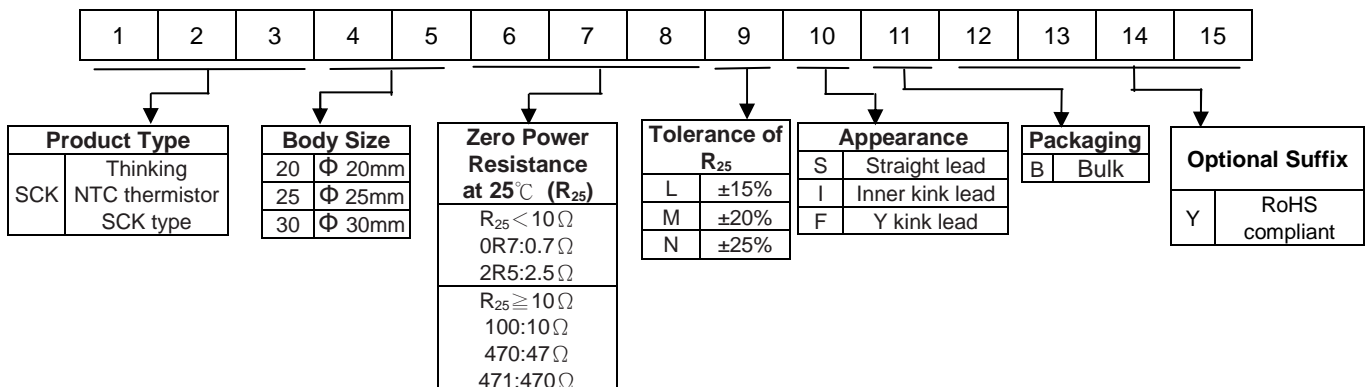 1 2 3 4 5 6 7 8 9 10 11 12 13 14 15
Product Type
SCK
Thinking
NTC thermistor
SCK type
Body Size
20 Φ 20mm
25 Φ 25mm
30 Φ 30mm
Zero Power
Resistance
at 25℃ (R25)
R25<10Ω
0R7:0.7Ω
2R5:2.5Ω
R25≧10Ω
100:10Ω
470:47Ω
471:470Ω
Tolerance of
R25
L ±15%
M ±20%
N ±25%
Appearance
S Straight lead
I Inner kink lead
F Y kink lead
Packaging
B Bulk
Optional Suffix
Y
RoHS
compliant